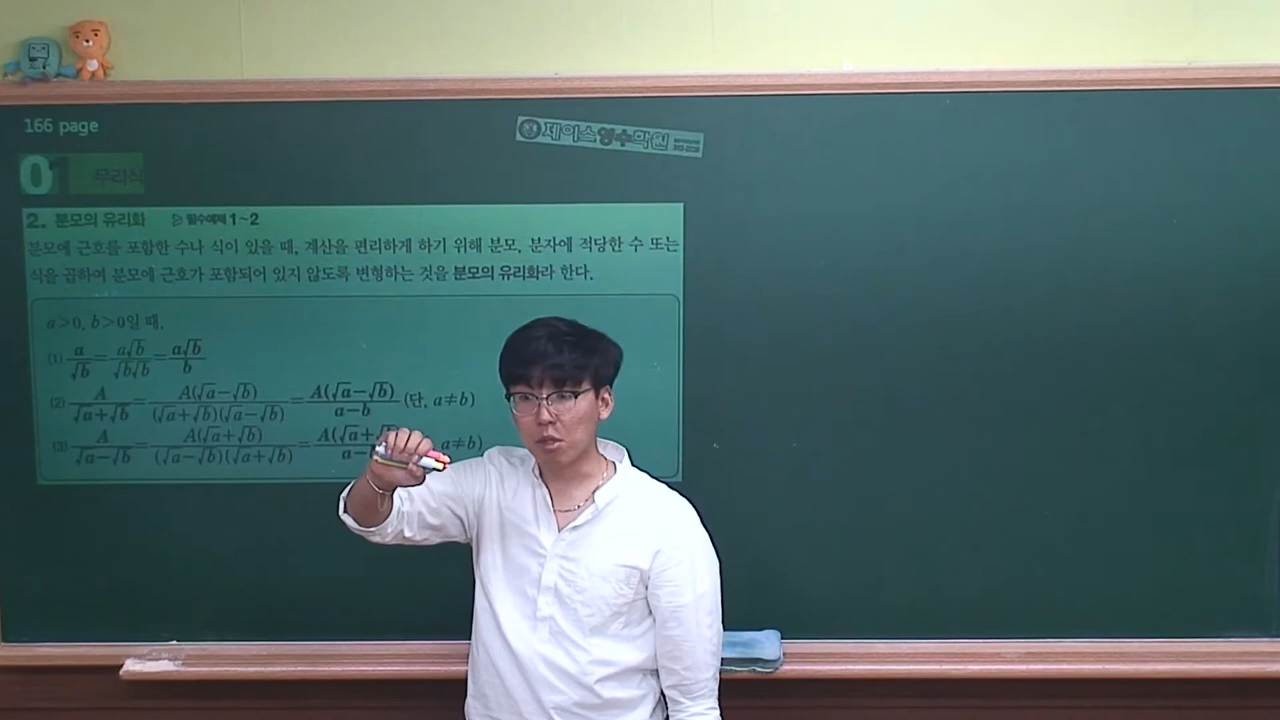 166 page
제이스영수학원
01 무리식
2. 분모의 유리화 ▷ 필수예제 1~2
분모에 근호를 포함한 수나 식이 있을 때, 계산을 편리하게 하기 위해 분모, 분자에 적당한 수 또는
식을 곱하여 분모에 근호가 포함되어 있지 않도록 변형하는 것을 분모의 유리화라 한다.
a>0, b>0일 때,
(1) a/√b = a√b/√b√b = a√b/b
(2) A/(√a+√b) = A(√a−√b)/(√a+√b)(√a−√b) = A(√a−√b)/(a−b) (단, a≠b)
(3) A/(√a−√b) = A(√a+√b)/(√a−√b)(√a+√b) = A(√a+ a− a≠b)